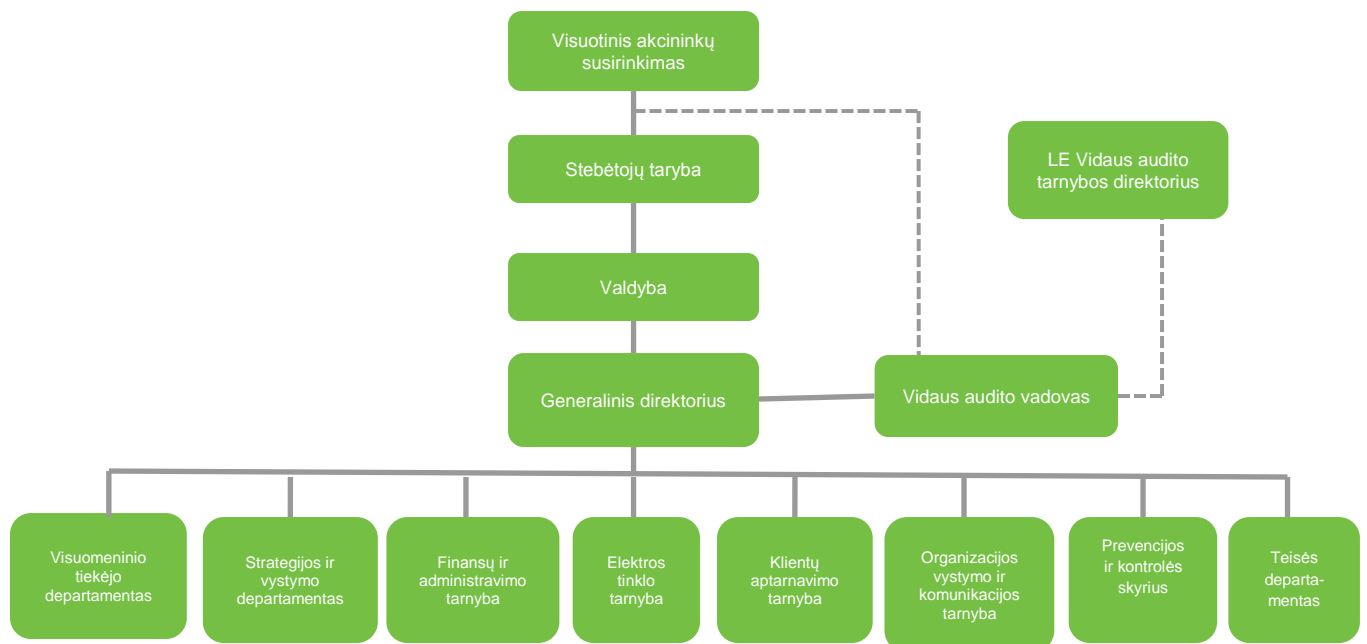 Visuotinis akcininkų
susirinkimas
Stebėtojų taryba
LE Vidaus audito
tarnybos direktorius
Valdyba
Generalinis direktorius
Vidaus audito vadovas
Visuomeninio
tiekėjo
departamentas
Strategijos ir
vystymo
departamentas
Finansų ir
administravimo
tarnyba
Elektros
tinklo
tarnyba
Klientų
aptarnavimo
tarnyba
Organizacijos
vystymo ir
komunikacijos
tarnyba
Prevencijos
ir kontrolės
skyrius
Teisės
departa-
mentas